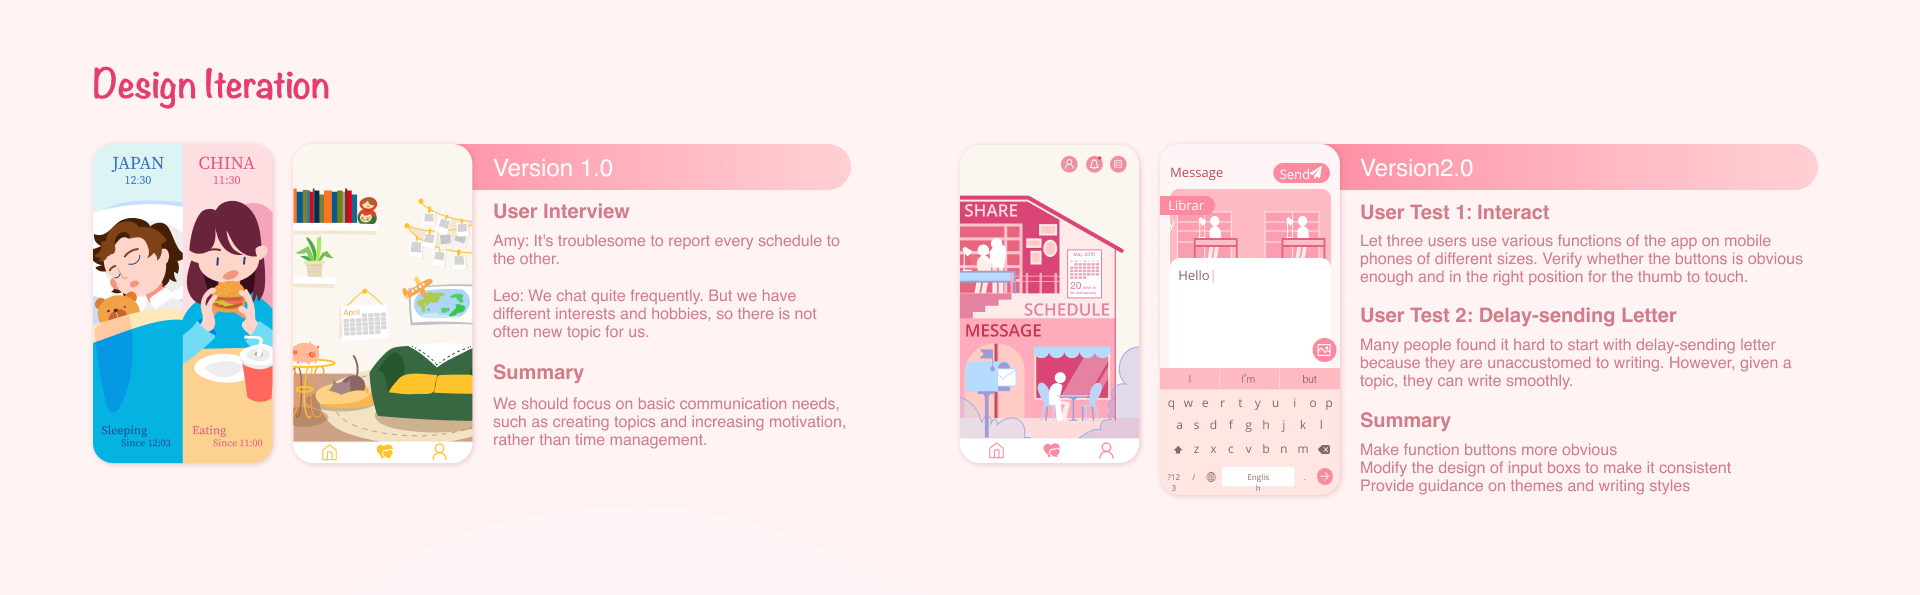 Design Iteration
JAPAN
12:30
CHINA
11:30
Sleeping
Since 12:03
Eating
Since 11:00
April
Version 1.0
User Interview
Amy: It's troublesome to report every schedule to
the other.
Leo: We chat quite frequently. But we have
different interests and hobbies, so there is not
often new topic for us.
Summary
We should focus on basic communication needs,
such as creating topics and increasing motivation,
rather than time management.
SHARE
May 2010
20 days to
SCHEDULE
MESSAGE
Message
Send
Librar
y
Hello
I
I'm
but
q w e r t y u i o p
a s d f g h j k l
z x c v b n m
?12
3
/
Englis
h
.
Version2.0
User Test 1: Interact
Let three users use various functions of the app on mobile
phones of different sizes. Verify whether the buttons is obvious
enough and in the right position for the thumb to touch.
User Test 2: Delay-sending Letter
Many people found it hard to start with delay-sending letter
because they are unaccustomed to writing. However, given a
topic, they can write smoothly.
Summary
Make function buttons more obvious
Modify the design of input boxs to make it consistent
Provide guidance on themes and writing styles